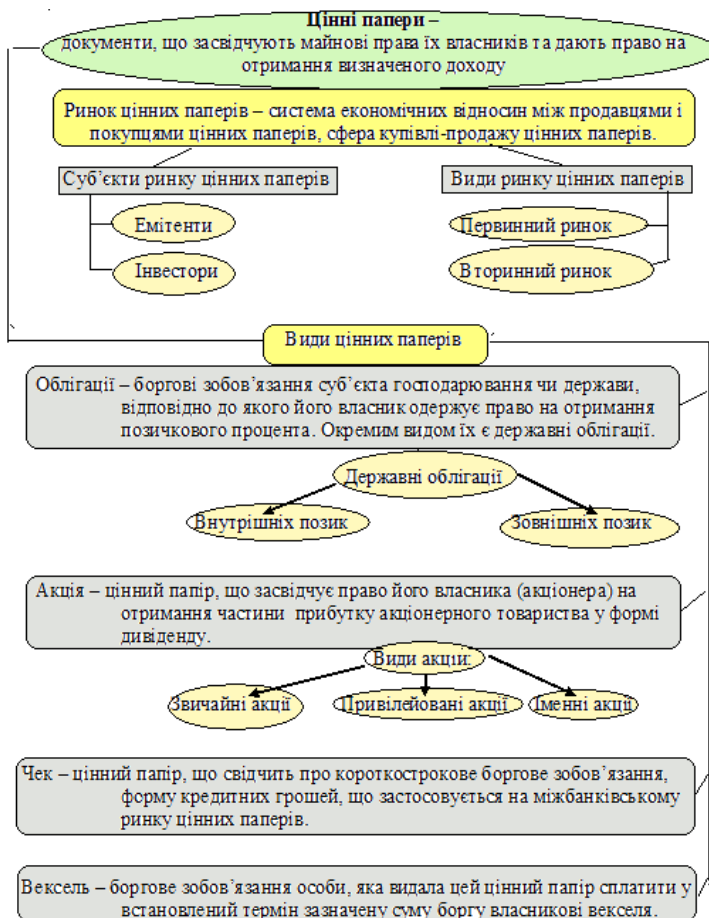 Цінні папери –
документи, що засвідчують майнові права їх власників та дають право на
отримання визначеного доходу
Ринок цінних паперів – система економічних відносин між продавцями і
покупцями цінних паперів, сфера купівлі-продажу цінних паперів.
Суб’єкти ринку цінних паперів
Види ринку цінних паперів
Емітенти
Первинний ринок
Інвестори
Вторинний ринок
Види цінних паперів
Облігації – боргові зобов’язання суб’єкта господарювання чи держави,
відповідно до якого його власник одержує право на отримання
позичкового процента. Окремим видом їх є державні облігації.
Державні облігації
Внутрішніх позик
Зовнішніх позик
Акція – цінний папір, що засвідчує право його власника (акціонера) на
отримання частини прибутку акціонерного товариства у формі
дивіденду.
Види акцій:
Звичайні акції
Привілейовані акції
Іменні акції
Чек – цінний папір, що свідчить про короткострокове боргове зобов’язання,
форму кредитних грошей, що застосовується на міжбанківському
ринку цінних паперів.
Вексель – боргове зобов’язання особи, яка видала цей цінний папір сплатити у
встановлений термін зазначену суму боргу власникові векселя.